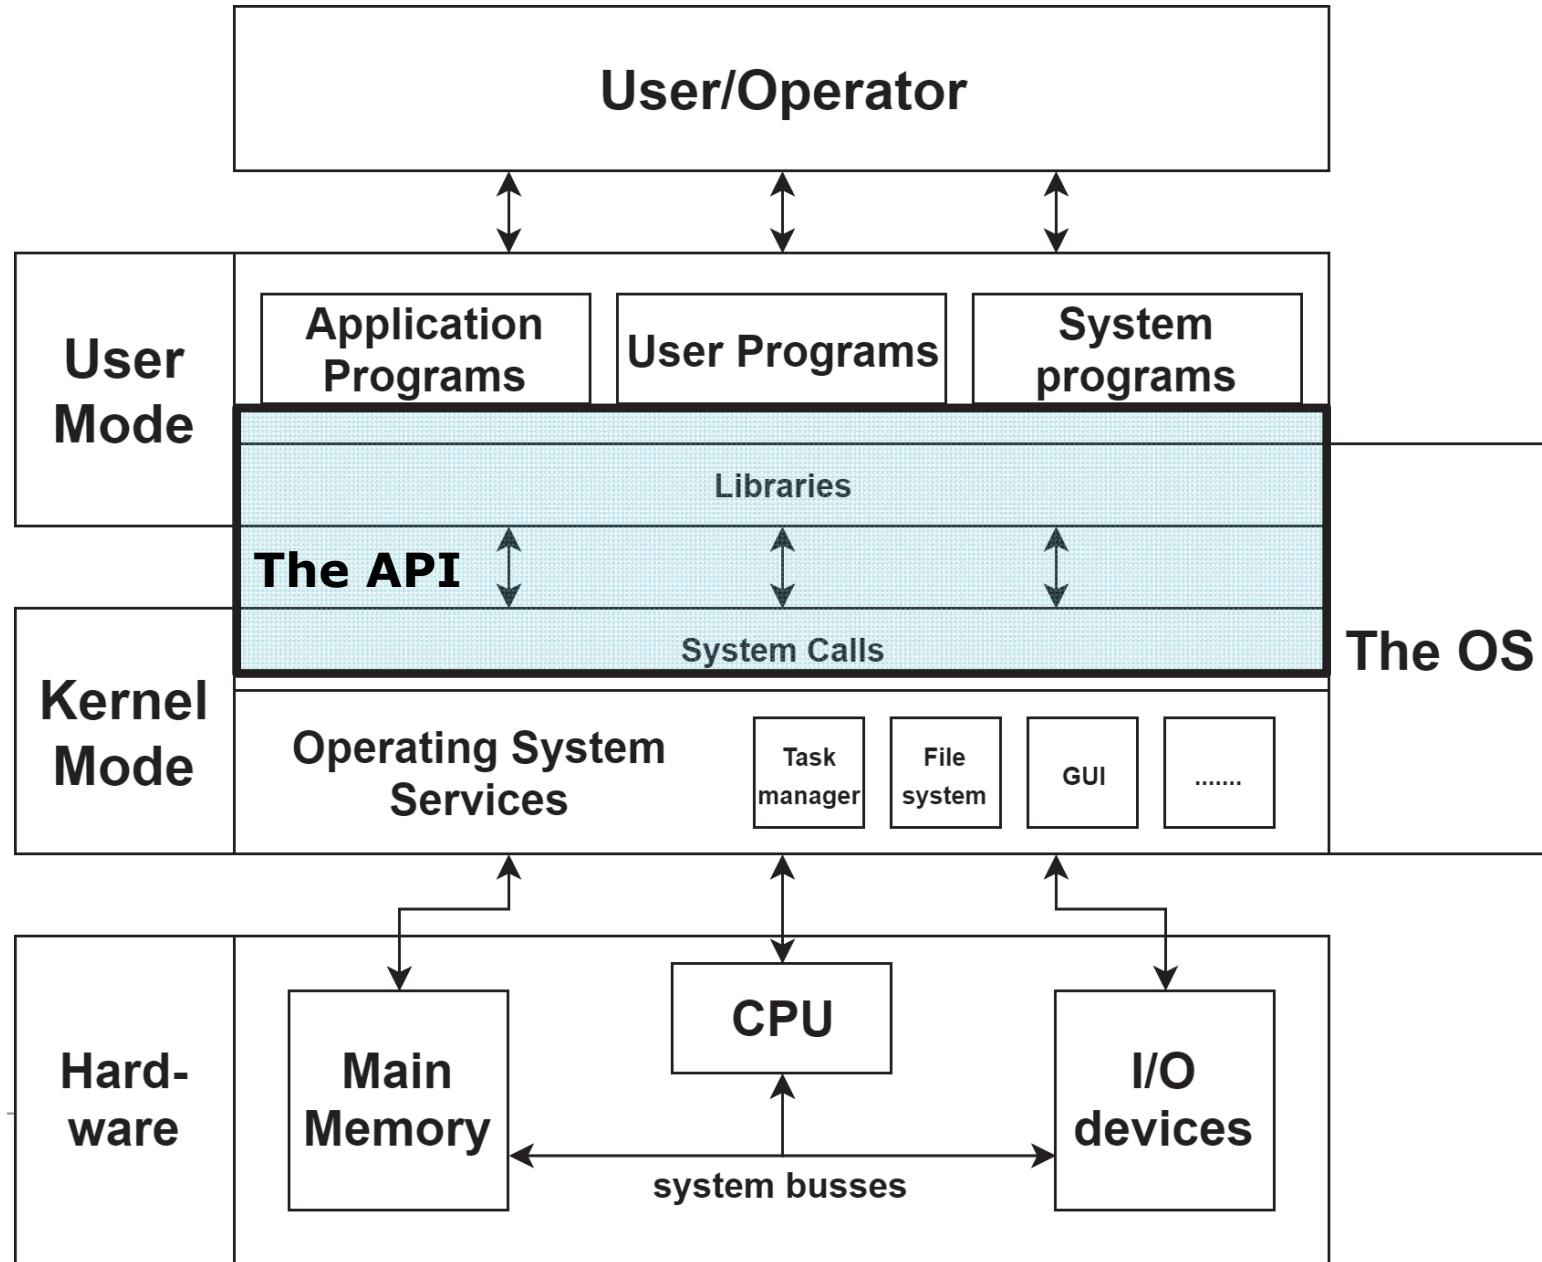 User/Operator
User
Mode
Application
Programs
User Programs
System
programs
Libraries
The API
System Calls
The OS
Kernel
Mode
Operating System
Services
Task
manager
File
system
GUI
.......
Hard-
ware
Main
Memory
CPU
I/O
devices
system busses